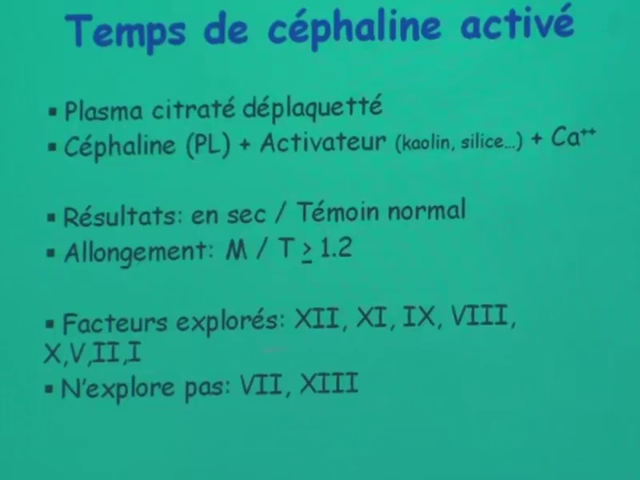 Temps de céphaline activé
▪ Plasma citraté déplaquetté
▪ Céphaline (PL) + Activateur (kaolin, silice…) + Ca⁺⁺
▪ Résultats: en sec / Témoin normal
▪ Allongement: M / T ≥ 1.2
▪ Facteurs explorés: XII, XI, IX, VIII,
X,V,II,I
▪ N'explore pas: VII, XIII